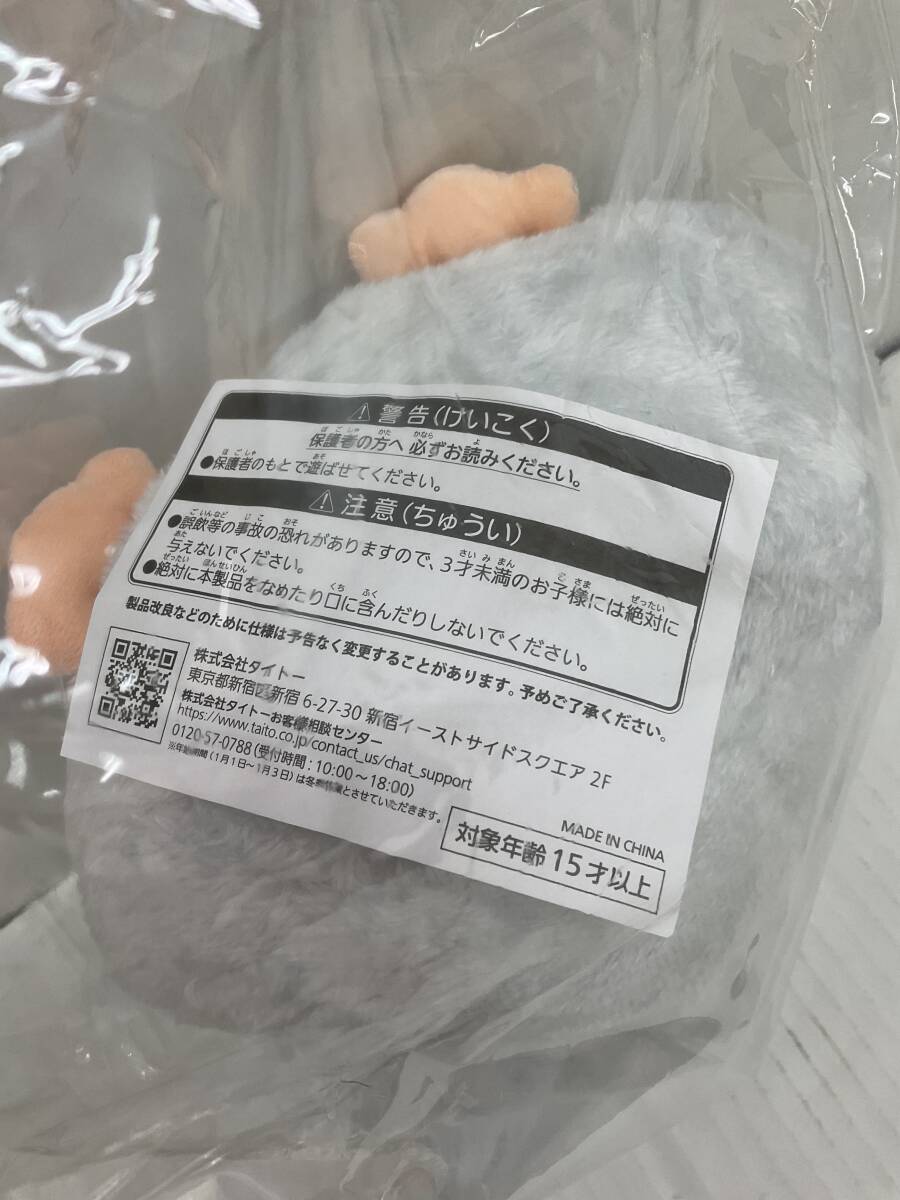 ⚠ 警告(けいこく)
保護者の方へ 必ずお読みください。
●保護者のもとで遊ばせてください。
⚠ 注意(ちゅうい)
●誤飲等の事故の恐れがありますので、3才未満のお子様には絶対に
与えないでください。
●絶対に本製品をなめたり口に含んだりしないでください。
製品改良などのために仕様は予告なく変更することがあります。予めご了承ください。
株式会社タイトー
東京都新宿区新宿 6-27-30 新宿イーストサイドスクエア 2F
株式会社タイトーお客様相談センター
https://www.taito.co.jp/contact_us/chat_support
0120-57-0788(受付時間:10:00~18:00)
※年始期間(1月1日~1月3日)は冬季休業とさせていただきます。
MADE IN CHINA
対象年齢 15才以上